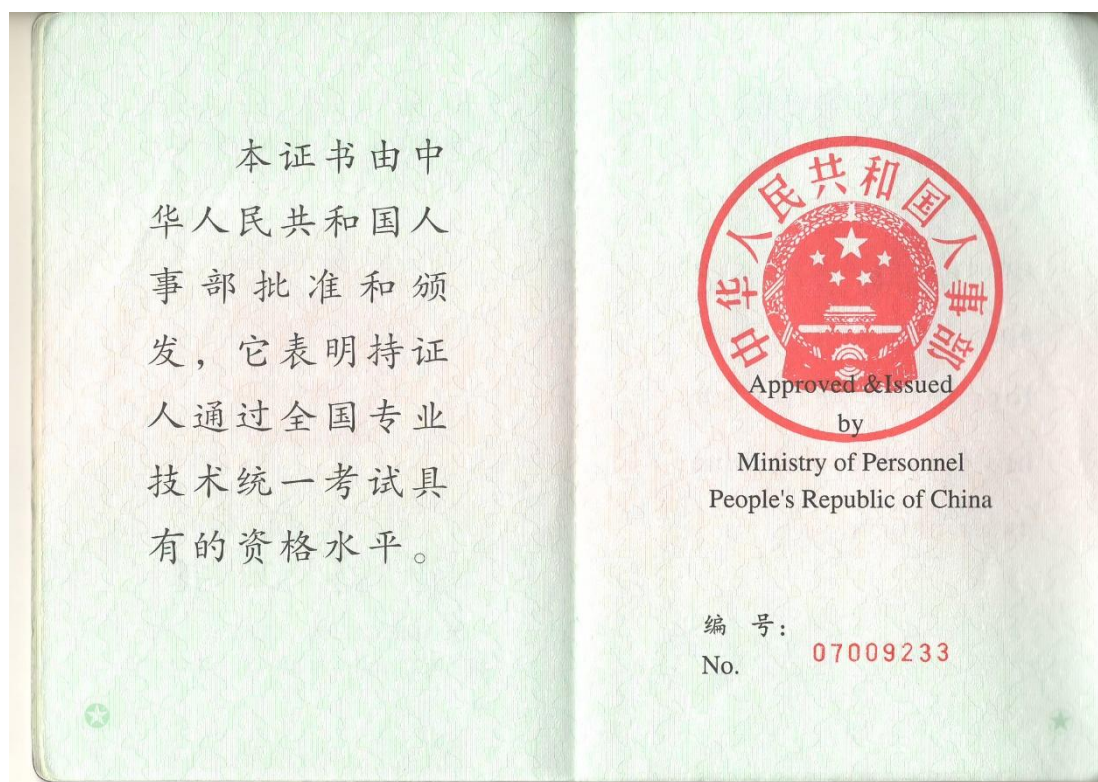 本证书由中
华人民共和国人
事部批准和颁
发，它表明持证
人通过全国专业
技术统一考试具
有的资格水平。
中华人民共和国人事部
Approved &Issued
by
Ministry of Personnel
People's Republic of China
编 号：
No.
07009233